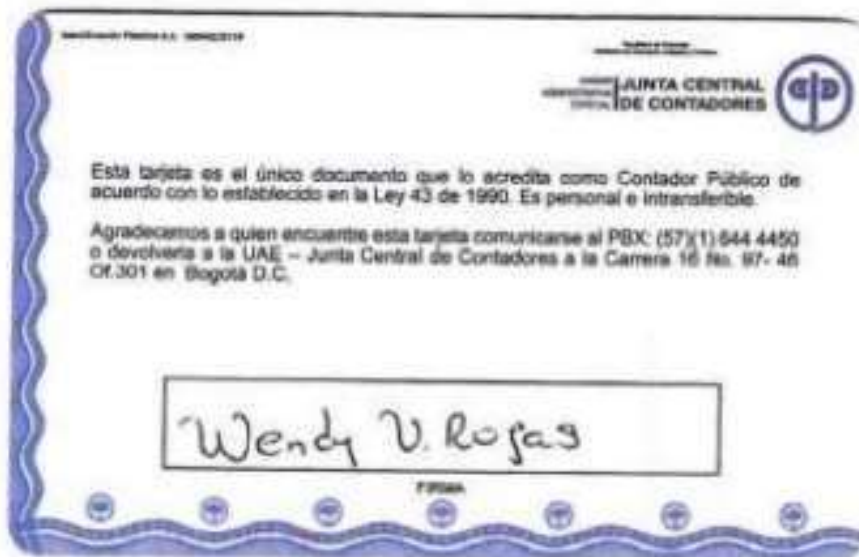 JUNTA CENTRAL
DE CONTADORES
Esta tarjeta es el único documento que lo acredita como Contador Público de
acuerdo con lo establecido en la Ley 43 de 1990. Es personal e intransferible.
Agradecemos a quien encuentre esta tarjeta comunicarse al PBX: (57)(1) 644 4450
o devolverla a la UAE – Junta Central de Contadores a la Carrera 16 No. 97- 46
Of.301 en Bogotá D.C.
Wendy V. Rojas
FIRMA